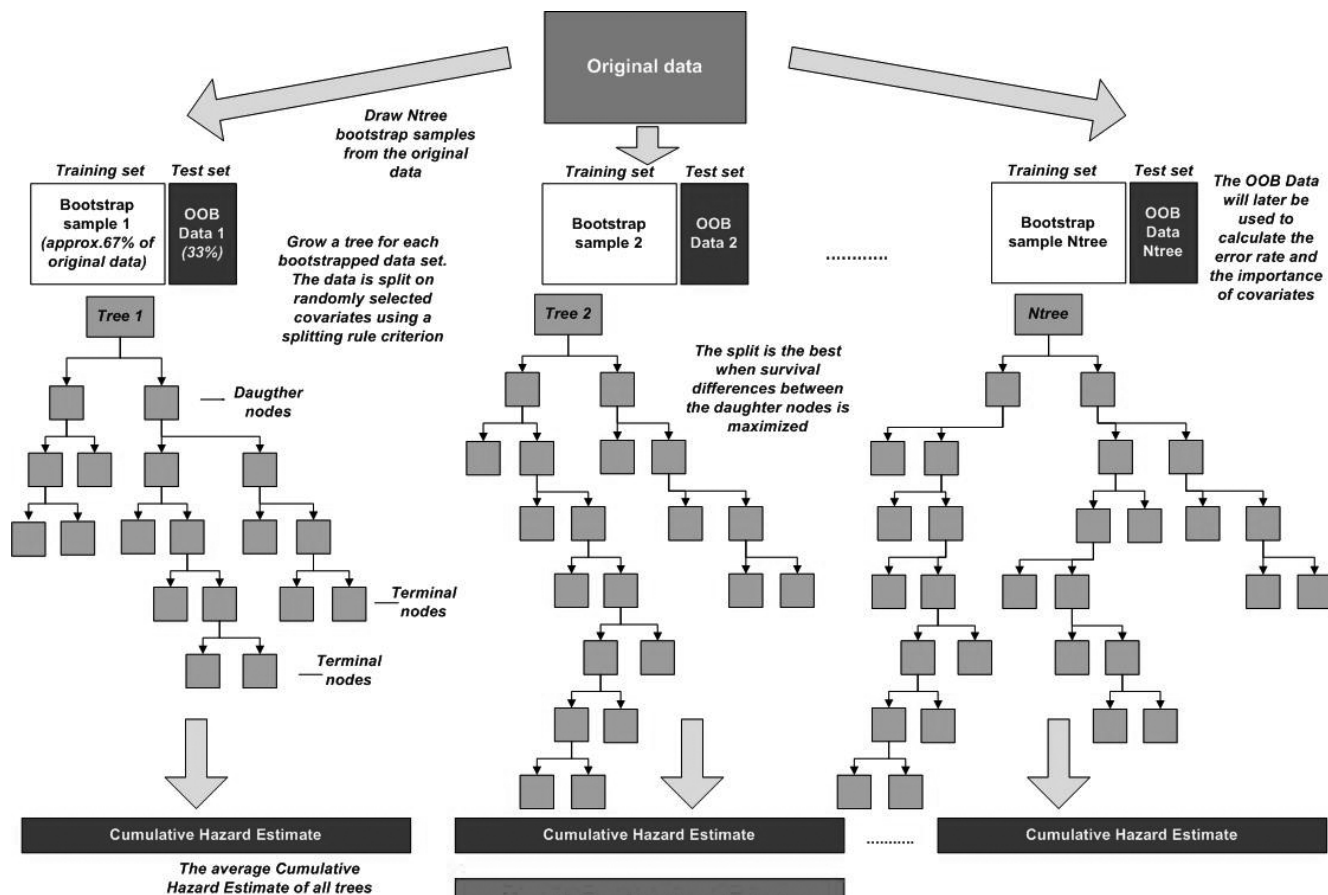 Original data
Draw Ntree
bootstrap samples
from the original
data
Training set
Test set
Bootstrap
sample 1
(approx.67% of
original data)
OOB
Data 1
(33%)
Training set
Test set
Bootstrap
sample 2
OOB
Data 2
............
Training set
Test set
Bootstrap
sample Ntree
OOB
Data
Ntree
The OOB Data
will later be
used to
calculate the
error rate and
the importance
of covariates
Grow a tree for each
bootstrapped data set.
The data is split on
randomly selected
covariates using a
splitting rule criterion
Tree 1
Tree 2
Ntree
The split is the best
when survival
differences between
the daughter nodes is
maximized
Daugther
nodes
Terminal
nodes
Terminal
nodes
Cumulative Hazard Estimate
Cumulative Hazard Estimate
...........
Cumulative Hazard Estimate
The average Cumulative
Hazard Estimate of all trees